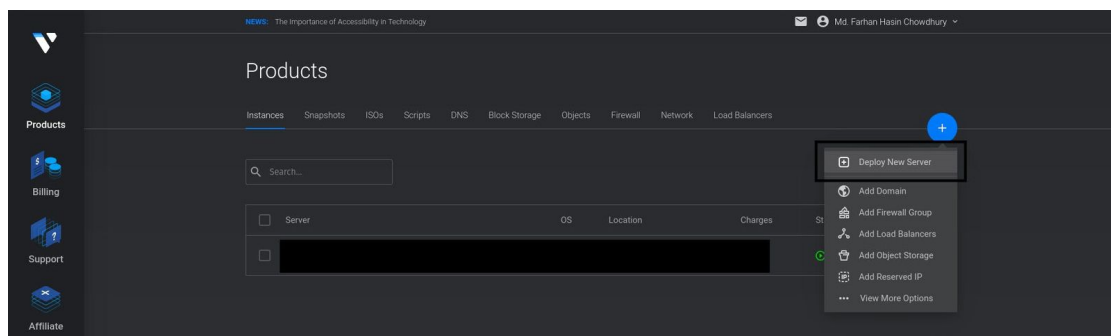 NEWS: The Importance of Accessibility in Technology
Md. Farhan Hasin Chowdhury
Products
Instances Snapshots ISOs Scripts DNS Block Storage Objects Firewall Network Load Balancers
Products
+
Deploy New Server
Search...
Billing
Add Domain
Add Firewall Group
Server OS Location Charges St
Add Load Balancers
Support
Add Object Storage
Add Reserved IP
View More Options
Affiliate